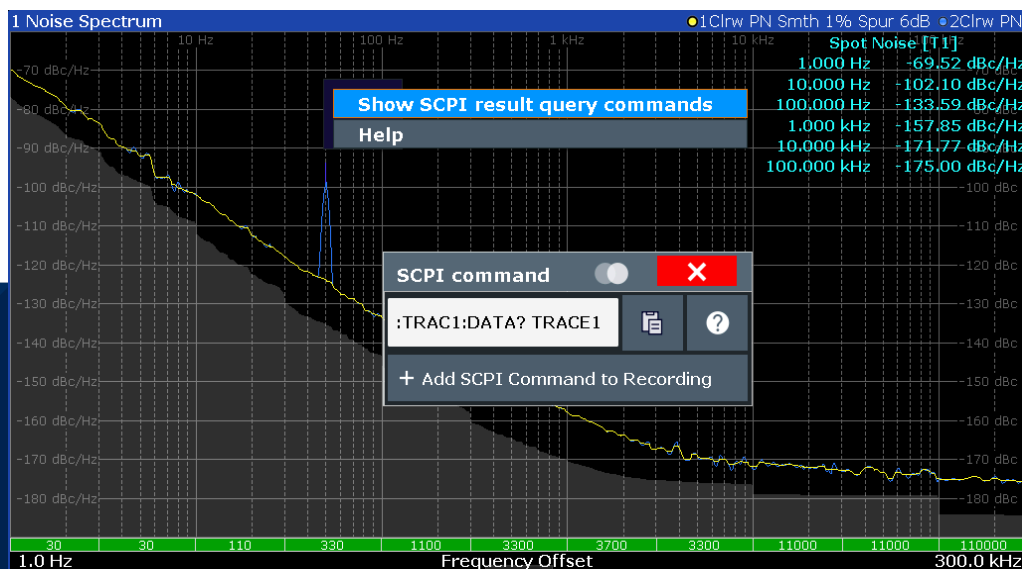 1 Noise Spectrum
1Clrw PN Smth 1% Spur 6dB 2Clrw PN
10 Hz 100 Hz 1 kHz 10 kHz
Spot Noise [T1]
1.000 Hz -69.52 dBc/Hz
10.000 Hz -102.10 dBc/Hz
100.000 Hz -133.59 dBc/Hz
1.000 kHz -157.85 dBc/Hz
10.000 kHz -171.77 dBc/Hz
100.000 kHz -175.00 dBc/Hz
-70 dBc/Hz
-80 dBc/Hz
-90 dBc/Hz
-100 dBc/Hz -100 dBc
-110 dBc/Hz -110 dBc
-120 dBc/Hz -120 dBc
-130 dBc/Hz -130 dBc
-140 dBc/Hz -140 dBc
-150 dBc/Hz -150 dBc
-160 dBc/Hz -160 dBc
-170 dBc/Hz -170 dBc
-180 dBc/Hz -180 dBc
Show SCPI result query commands
Help
SCPI command
:TRAC1:DATA? TRACE1
+ Add SCPI Command to Recording
30 30 110 330 1100 3300 3700 3300 11000 11000 110000
1.0 Hz Frequency Offset 300.0 kHz